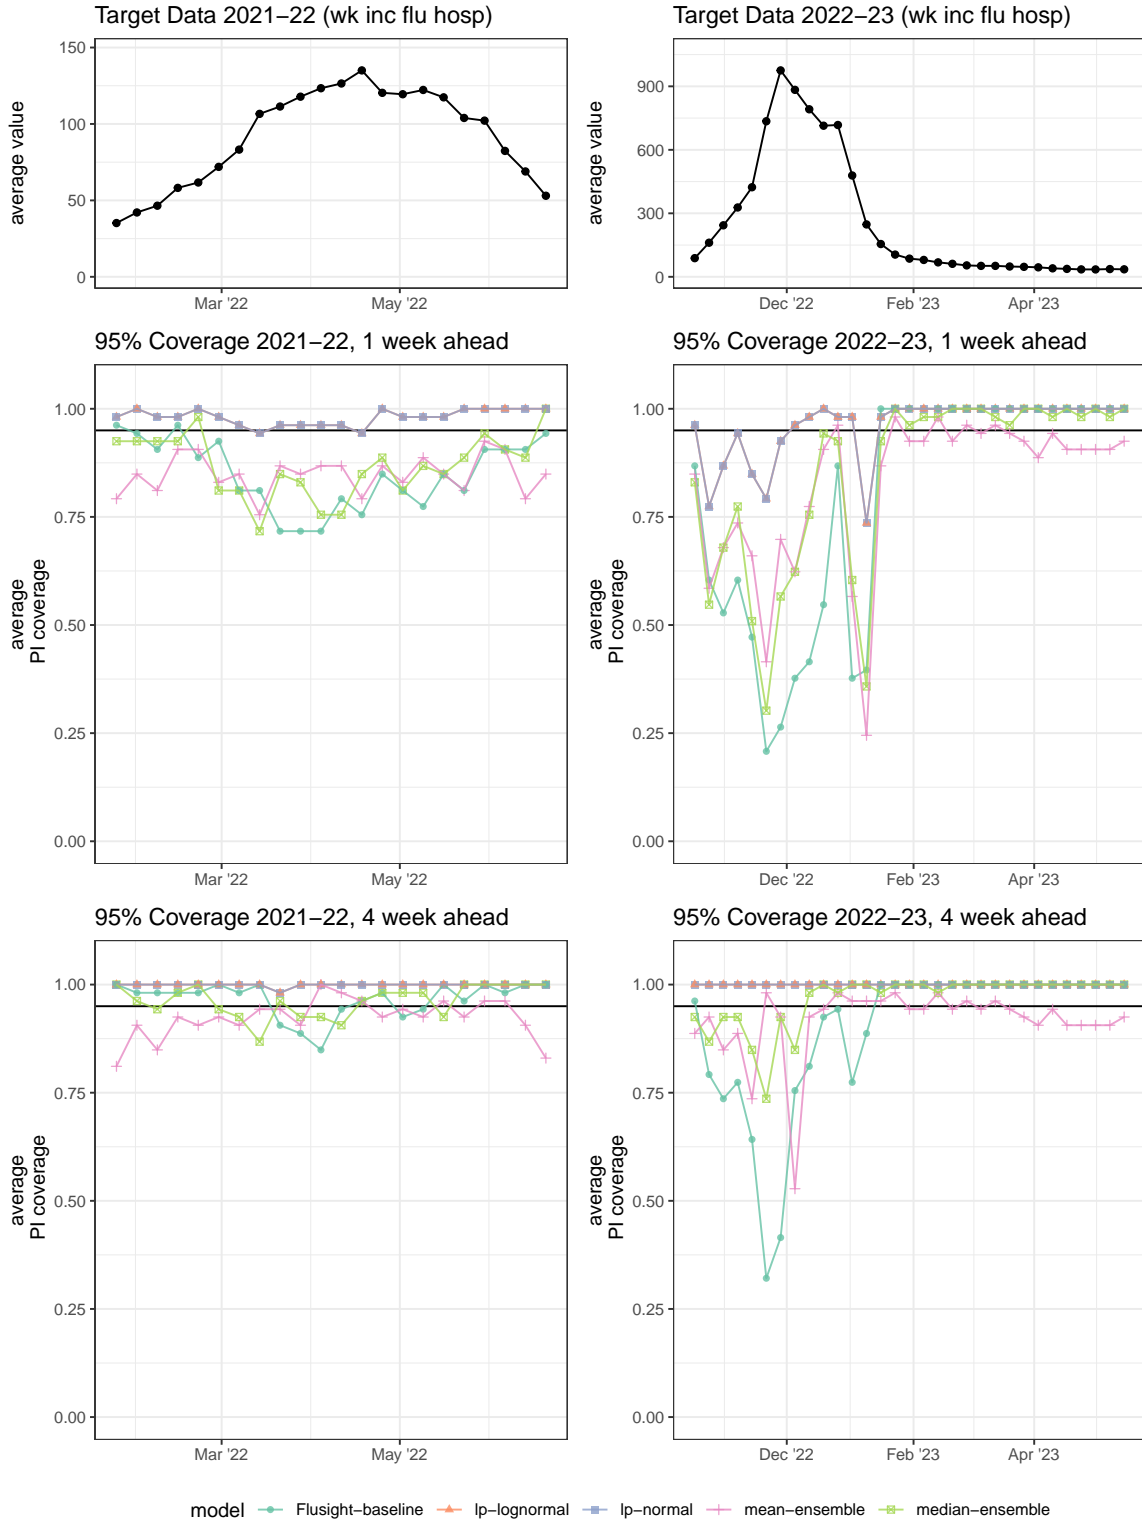 Target Data 2021−22 (wk inc flu hosp)
150
100
50
0
average value
Mar '22
May '22
Target Data 2022−23 (wk inc flu hosp)
900
600
300
0
average value
Dec '22
Feb '23
Apr '23
95% Coverage 2021−22, 1 week ahead
1.00
0.75
0.50
0.25
0.00
average
PI coverage
Mar '22
May '22
95% Coverage 2022−23, 1 week ahead
1.00
0.75
0.50
0.25
0.00
average
PI coverage
Dec '22
Feb '23
Apr '23
95% Coverage 2021−22, 4 week ahead
1.00
0.75
0.50
0.25
0.00
average
PI coverage
Mar '22
May '22
95% Coverage 2022−23, 4 week ahead
1.00
0.75
0.50
0.25
0.00
average
PI coverage
Dec '22
Feb '23
Apr '23
model Flusight−baseline lp−lognormal lp−normal mean−ensemble median−ensemble